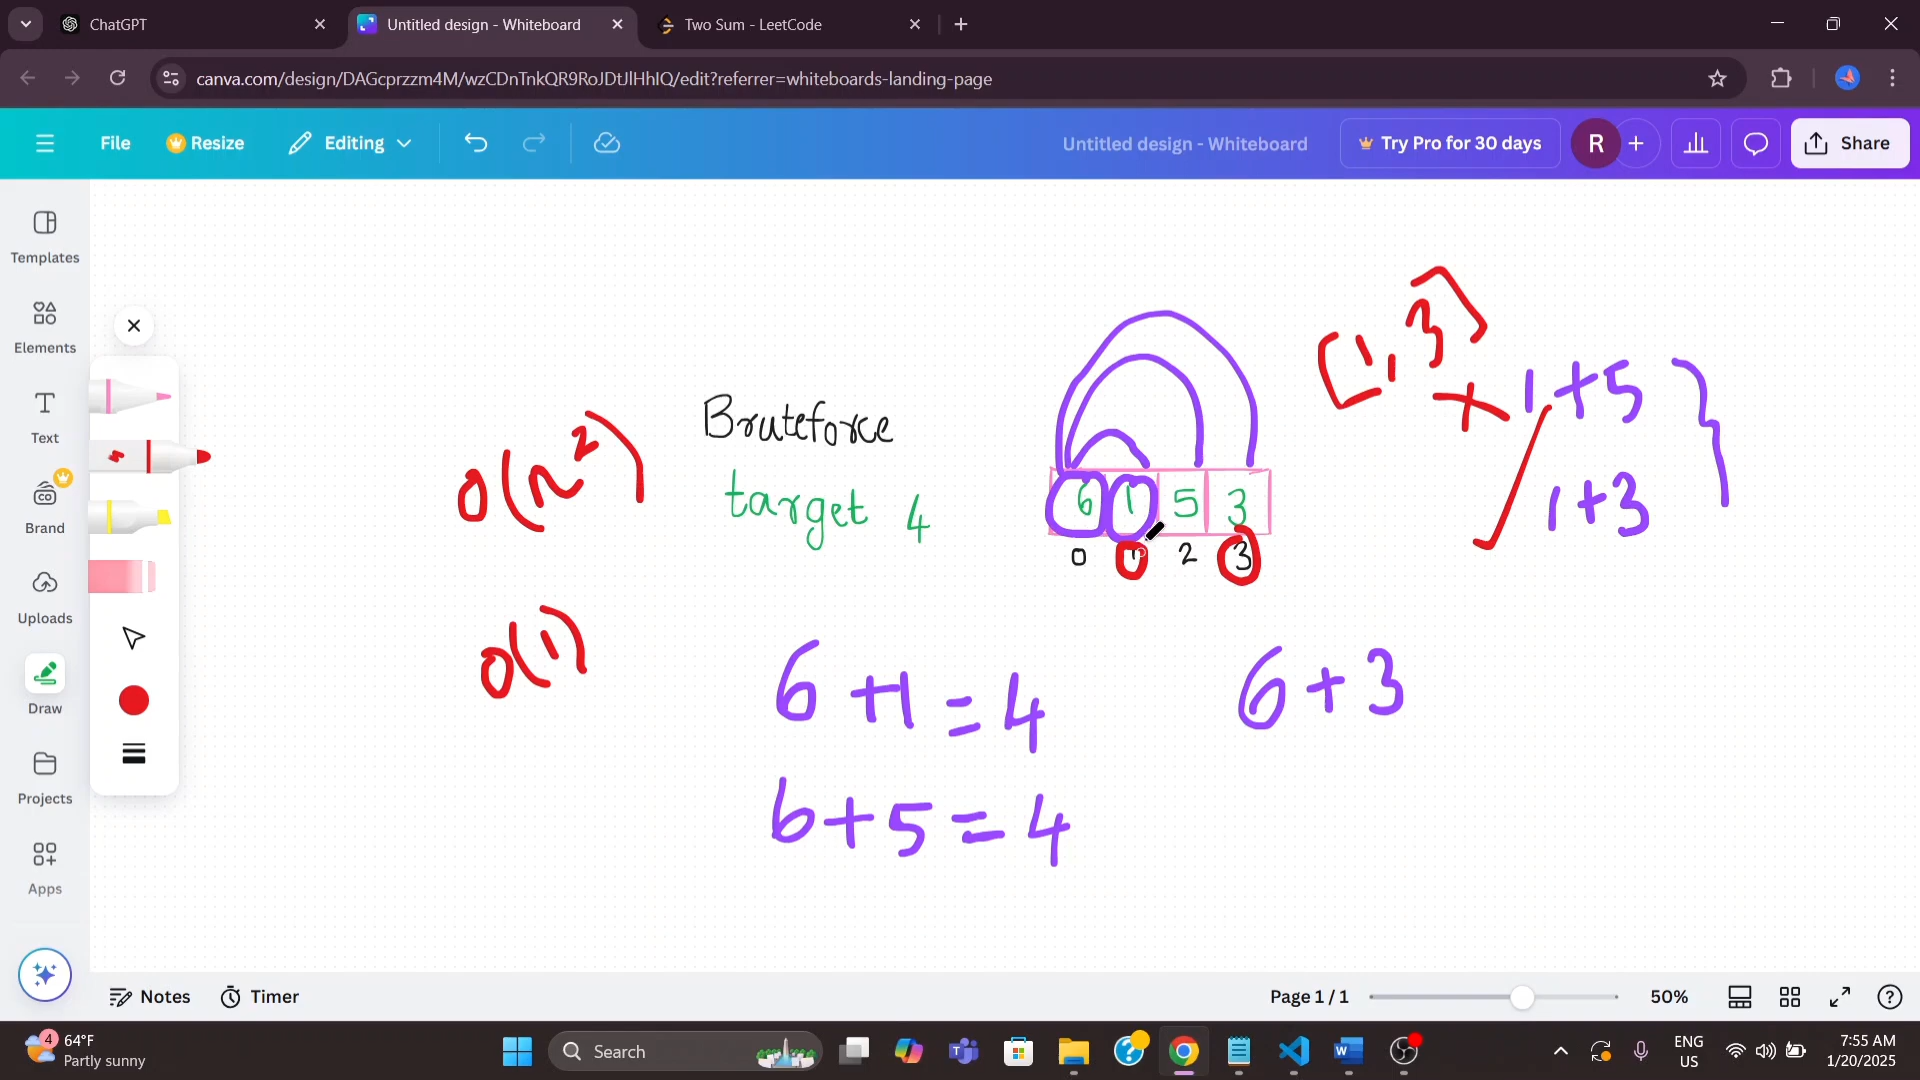 ChatGPT
Untitled design - Whiteboard
Two Sum - LeetCode
canva.com/design/DAGcprzzm4M/wzCDnTnkQR9RoJDtJlHhIQ/edit?referrer=whiteboards-landing-page
File
Resize
Editing
Untitled design - Whiteboard
Try Pro for 30 days
R
Share
Templates
Elements
Text
Brand
Uploads
Draw
Projects
Apps
[1, 3]
1+5
1+3
Bruteforce
O(n²)
target 4
6 1 5 3
0 1 2 3
O(1)
6+1=4
6+3
6+5=4
Notes
Timer
Page 1 / 1
50%
4
64°F
Partly sunny
Search
ENG
US
7:55 AM
1/20/2025